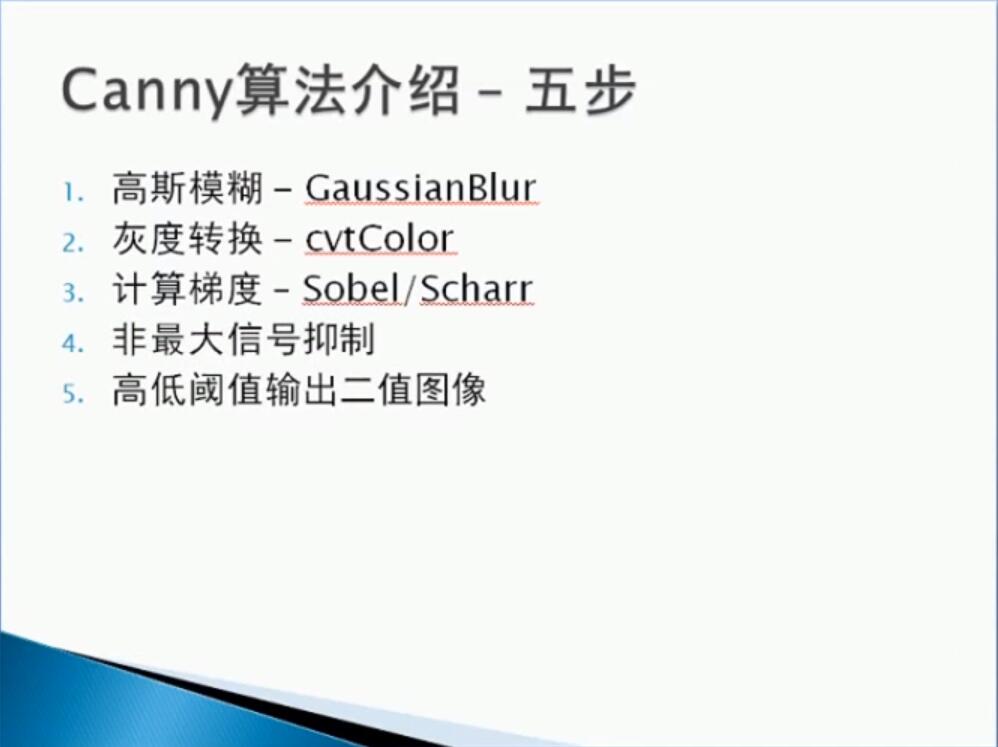 Canny算法介绍 – 五步
1. 高斯模糊 – GaussianBlur
2. 灰度转换 – cvtColor
3. 计算梯度 – Sobel/Scharr
4. 非最大信号抑制
5. 高低阈值输出二值图像